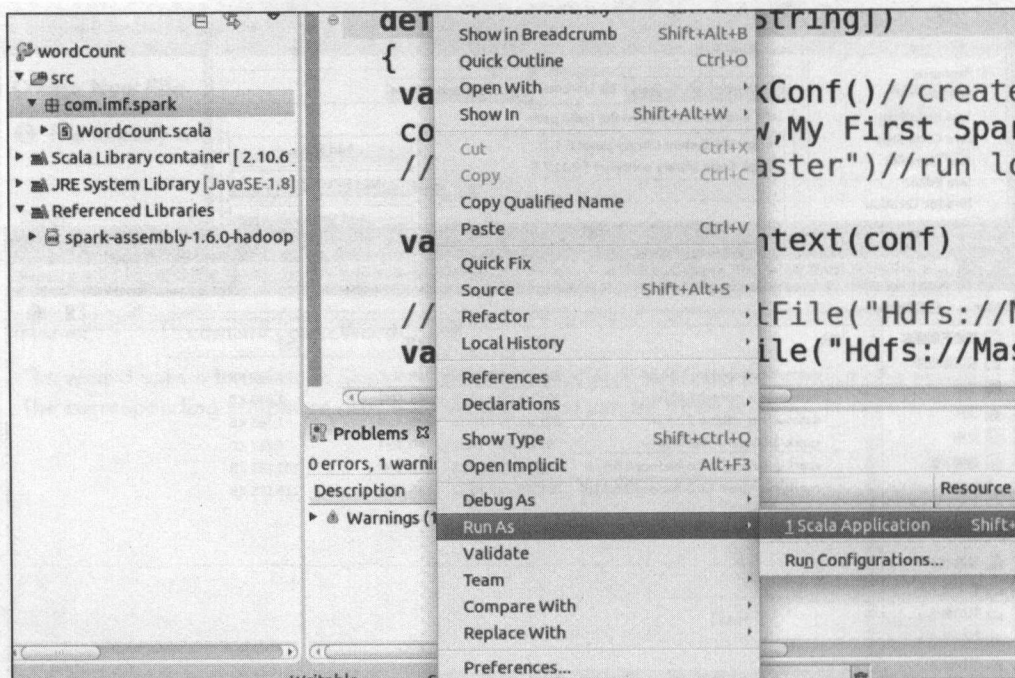 wordCount
src
com.imf.spark
WordCount.scala
Scala Library container [ 2.10.6
JRE System Library [JavaSE-1.8]
Referenced Libraries
spark-assembly-1.6.0-hadoop
def
String])
{
va
kConf()//create
co
My First Spar
//
aster")//run lo
va
ntext(conf)
//
tFile("Hdfs://M
va
ile("Hdfs://Mas
Show in Breadcrumb Shift+Alt+B
Quick Outline Ctrl+O
Open With
Show In Shift+Alt+W
Cut Ctrl+X
Copy Ctrl+C
Copy Qualified Name
Paste Ctrl+V
Quick Fix
Source Shift+Alt+S
Refactor
Local History
References
Declarations
Show Type Shift+Ctrl+Q
Open Implicit Alt+F3
Debug As
Run As
Validate
Team
Compare With
Replace With
Preferences...
1 Scala Application Shift+
Run Configurations...
Problems
0 errors, 1 warni
Description
Resource
Warnings (1